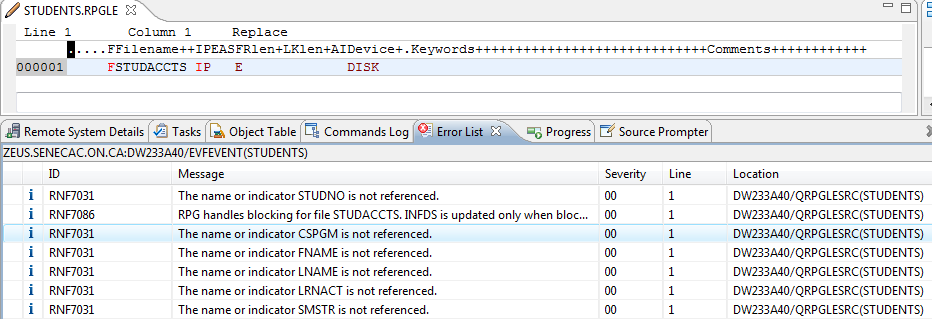 STUDENTS.RPGLE
Line 1 Column 1 Replace
.....FFilename++IPEASFRlen+LKlen+AIDevice+.Keywords+++++++++++++++++++++++++++++Comments++++++++++++
000001 FSTUDACCTS IP E DISK
Remote System Details Tasks Object Table Commands Log Error List Progress Source Prompter
ZEUS.SENECAC.ON.CA:DW233A40/EVFEVENT(STUDENTS)
ID Message Severity Line Location
i RNF7031 The name or indicator STUDNO is not referenced. 00 1 DW233A40/QRPGLESRC(STUDENTS)
i RNF7086 RPG handles blocking for file STUDACCTS. INFDS is updated only when bloc... 00 1 DW233A40/QRPGLESRC(STUDENTS)
i RNF7031 The name or indicator CSPGM is not referenced. 00 1 DW233A40/QRPGLESRC(STUDENTS)
i RNF7031 The name or indicator FNAME is not referenced. 00 1 DW233A40/QRPGLESRC(STUDENTS)
i RNF7031 The name or indicator LNAME is not referenced. 00 1 DW233A40/QRPGLESRC(STUDENTS)
i RNF7031 The name or indicator LRNACT is not referenced. 00 1 DW233A40/QRPGLESRC(STUDENTS)
i RNF7031 The name or indicator SMSTR is not referenced. 00 1 DW233A40/QRPGLESRC(STUDENTS)